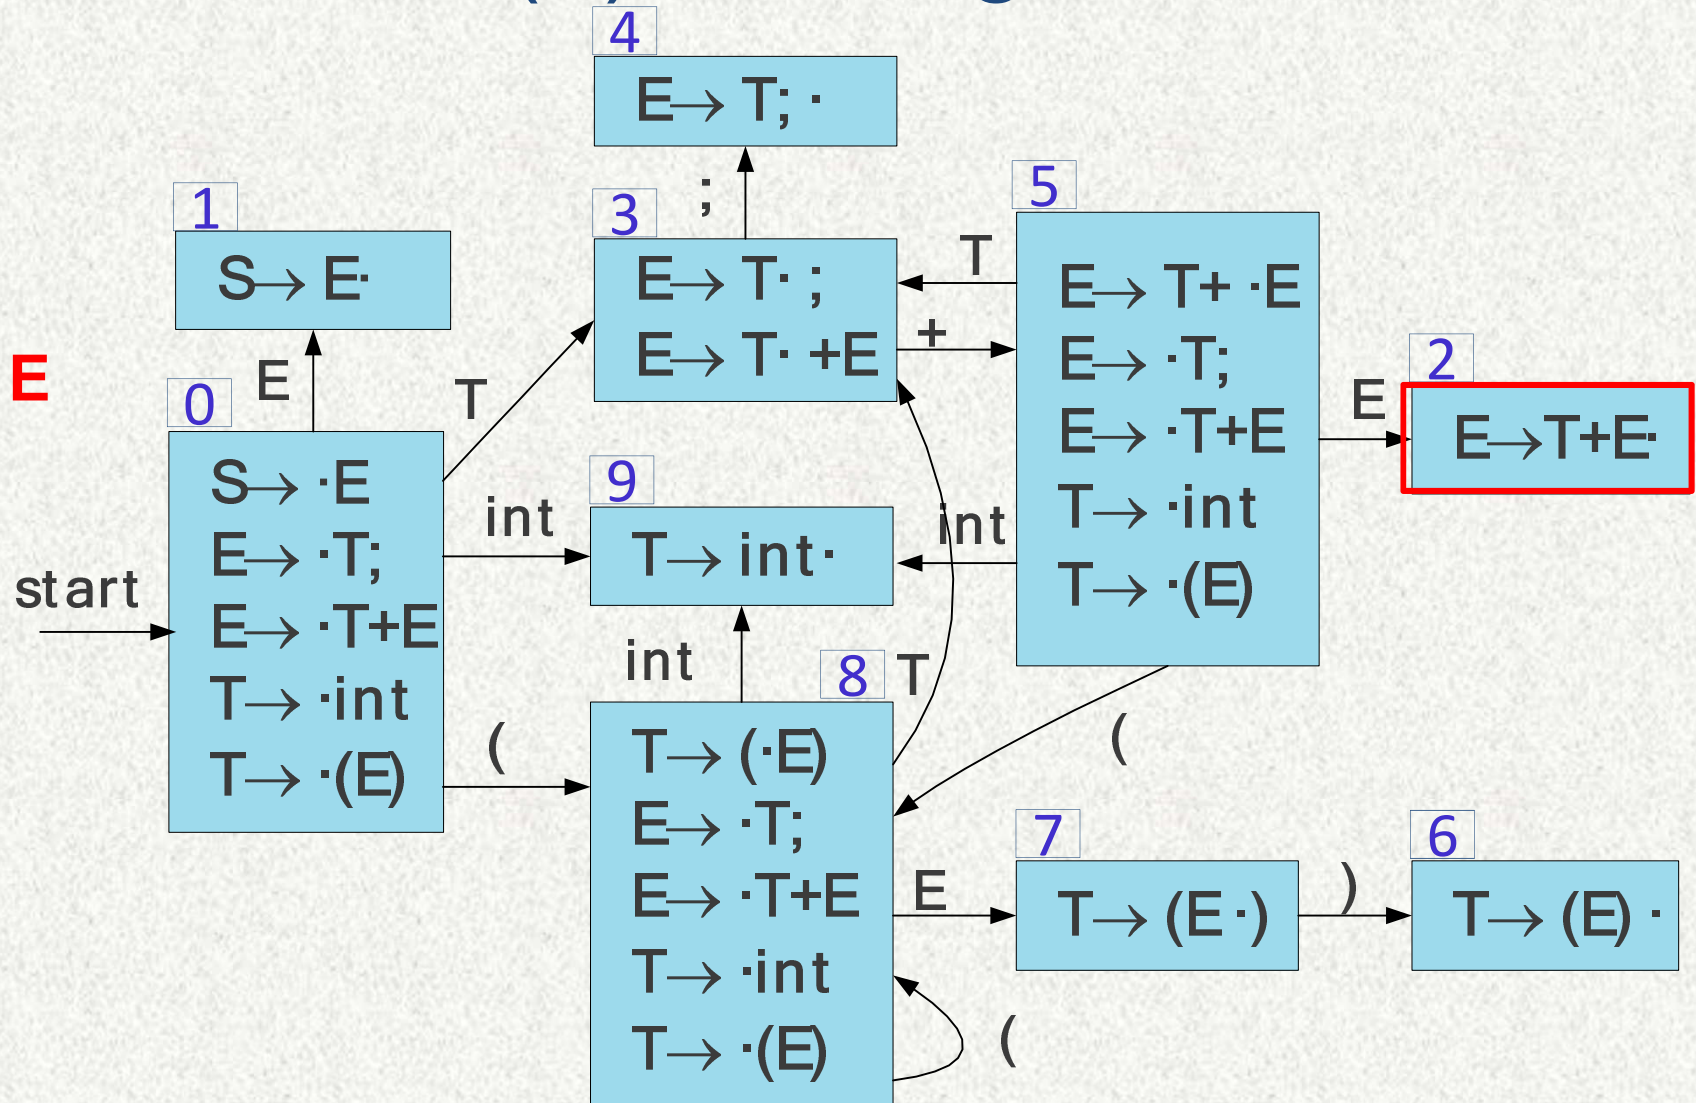 4
E→ T; ·
1
S→ E·
E
0
S→ ·E
E→ ·T;
E→ ·T+E
T→ ·int
T→ ·(E)
start
E
T
int
(
;
3
E→ T· ;
E→ T· +E
T
+
5
E→ T+ ·E
E→ ·T;
E→ ·T+E
T→ ·int
T→ ·(E)
E
2
E→T+E·
9
T→ int·
int
int
8
T
T→ (·E)
E→ ·T;
E→ ·T+E
T→ ·int
T→ ·(E)
(
(
E
7
T→ (E·)
)
6
T→ (E) ·